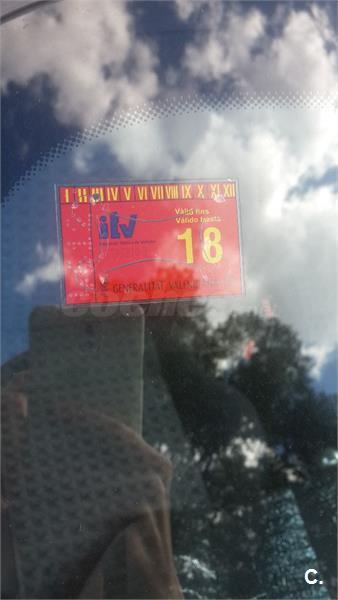 I II III IV V VI VII VIII IX X XI XII
itv
Vàlid fins
Válido hasta
18
GENERALITAT VALENCIANA
C.